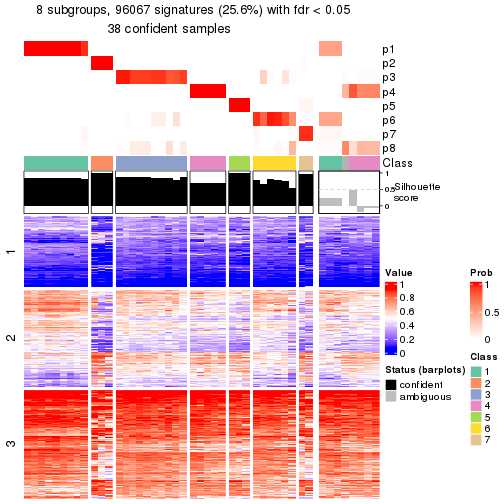 8 subgroups, 96067 signatures (25.6%) with fdr < 0.05
38 confident samples
p1
p2
p3
p4
p5
p6
p7
p8
Class
1
0.5
0
Silhouette
score
1
2
3
Value
1
0.8
0.6
0.4
0.2
0
Status (barplots)
confident
ambiguous
Prob
1
0.5
0
Class
1
2
3
4
5
6
7